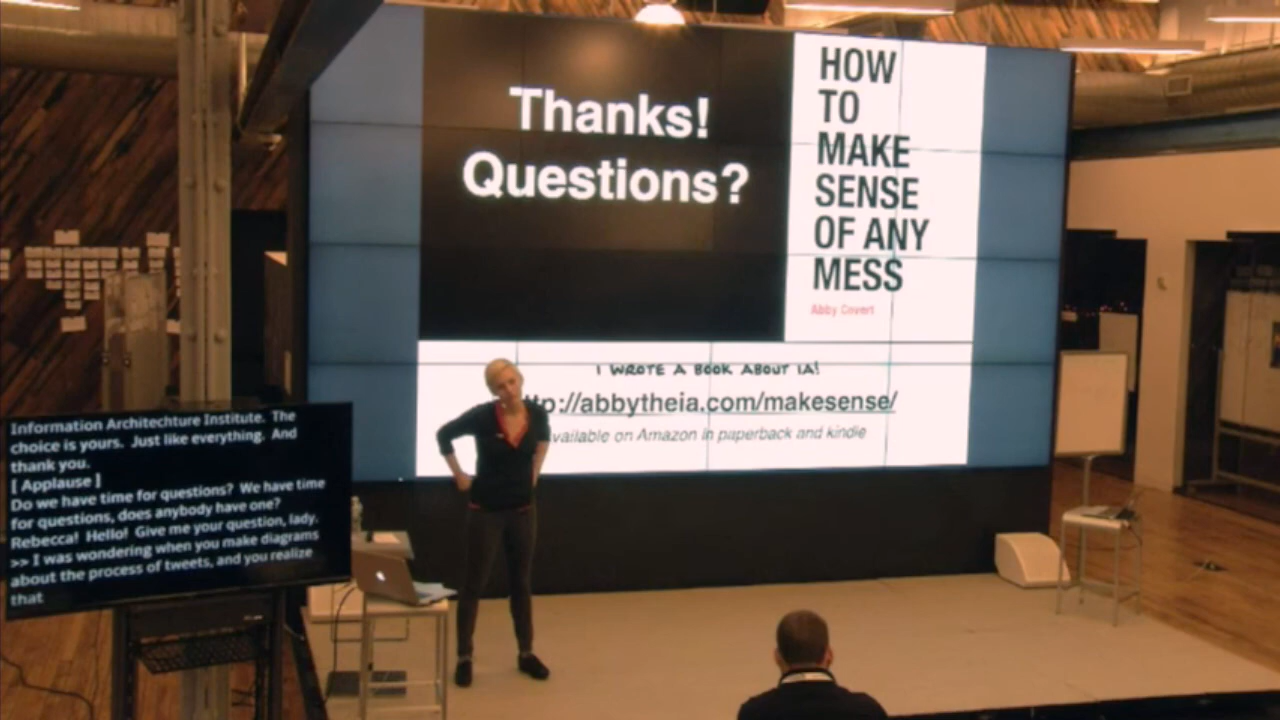 Thanks!
Questions?
HOW
TO
MAKE
SENSE
OF ANY
MESS
Abby Covert
I WROTE A BOOK ABOUT IA!
tp://abbytheia.com/makesense/
vailable on Amazon in paperback and kindle
Information Architechture Institute. The
choice is yours. Just like everything. And
thank you.
[ Applause ]
Do we have time for questions? We have time
for questions, does anybody have one?
Rebecca! Hello! Give me your question, lady.
>> I was wondering when you make diagrams
about the process of tweets, and you realize
that